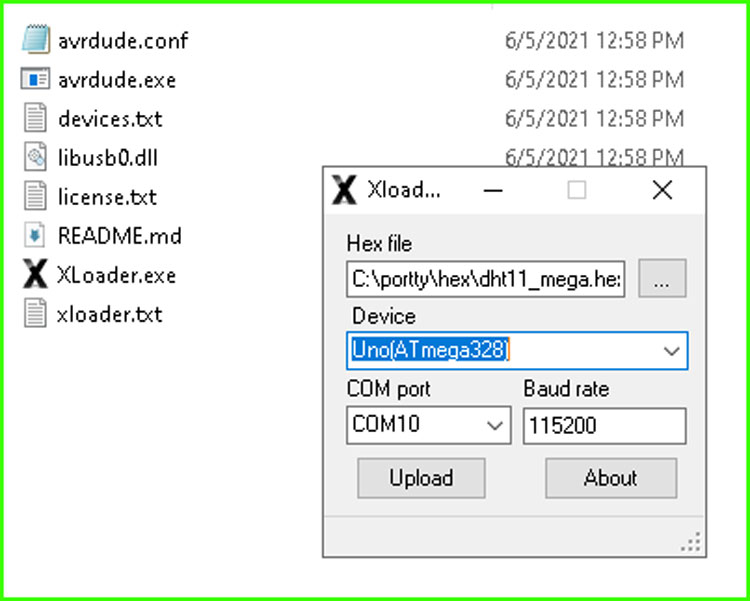 avrdude.conf 6/5/2021 12:58 PM
avrdude.exe 6/5/2021 12:58 PM
devices.txt 6/5/2021 12:58 PM
libusb0.dll 6/5/2021 12:58 PM
license.txt
README.md
XLoader.exe
xloader.txt
Xload...
Hex file
C:\portty\hex\dht11_mega.he
...
Device
Uno(ATmega328)
COM port Baud rate
COM10 115200
Upload About